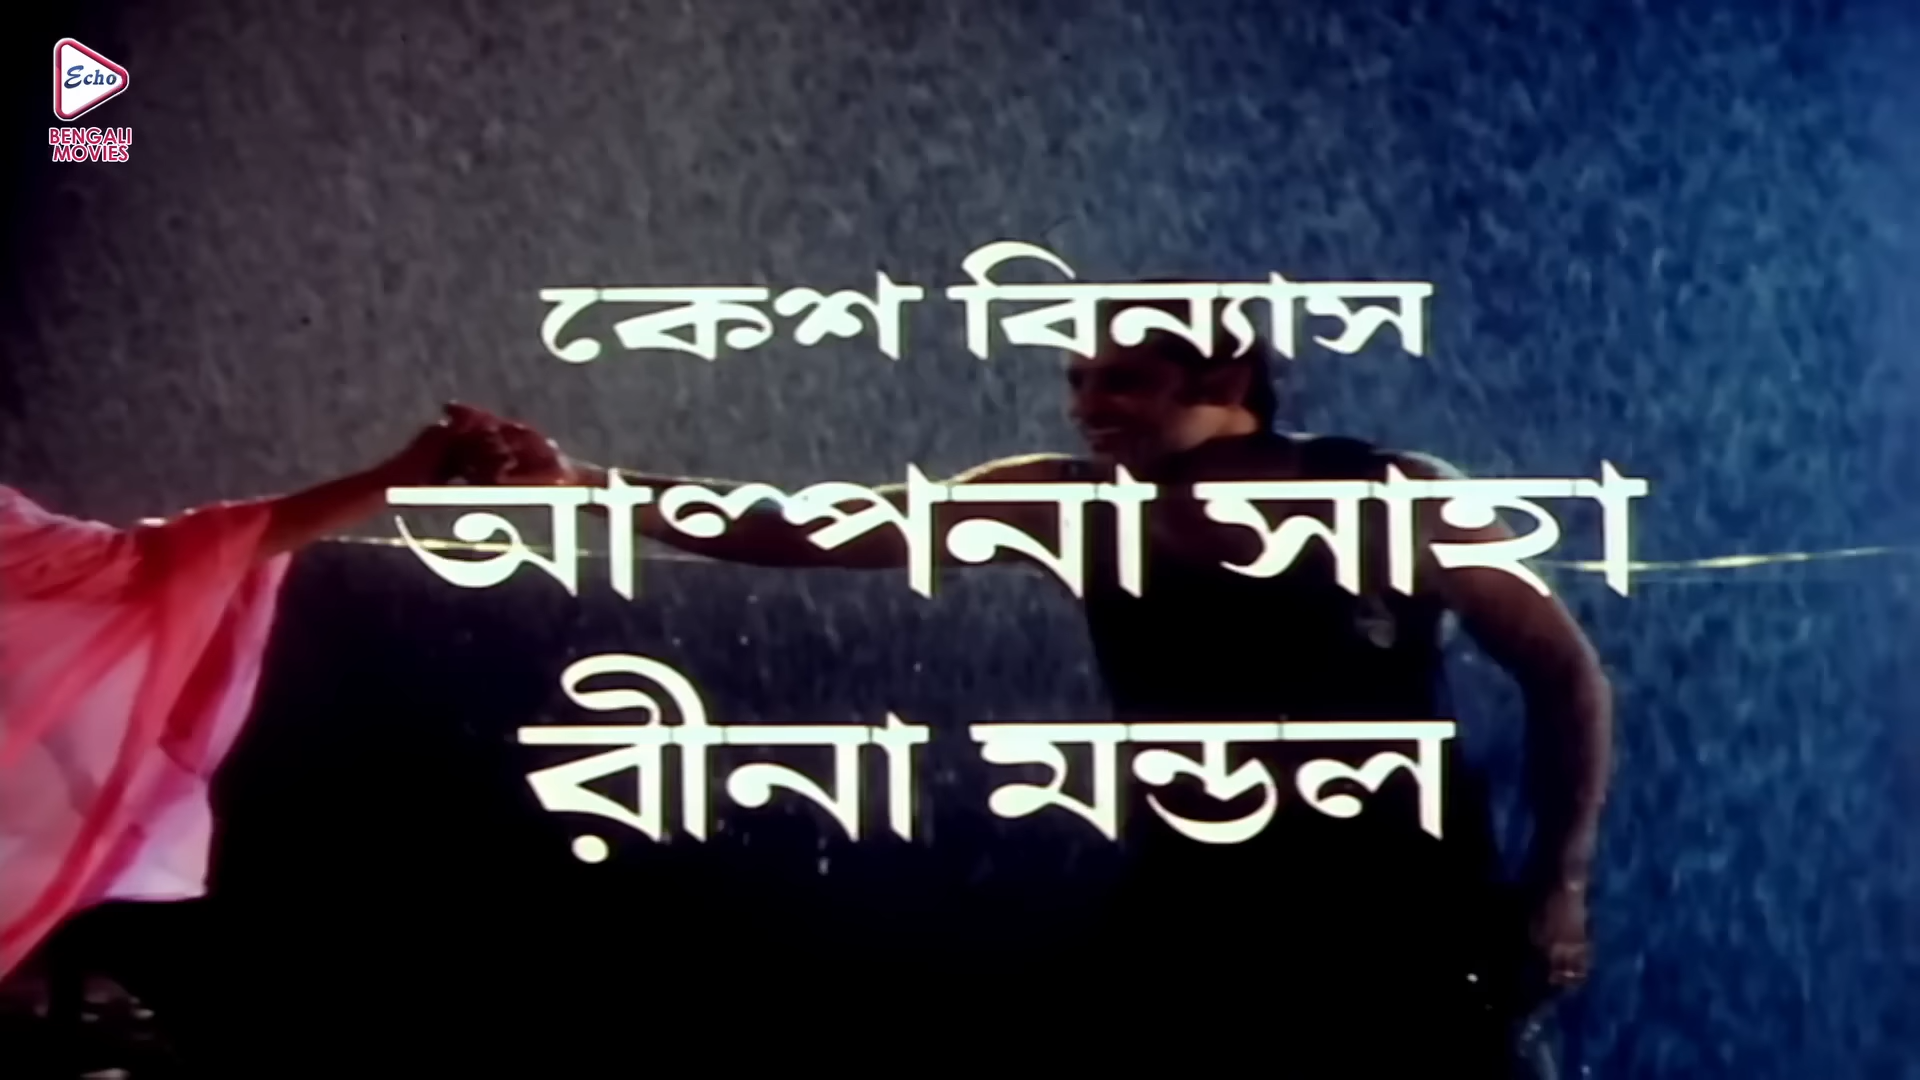 Echo
BENGALI
MOVIES
কেশ বিন্যাস
আল্পনা সাহা
রীনা মন্ডল